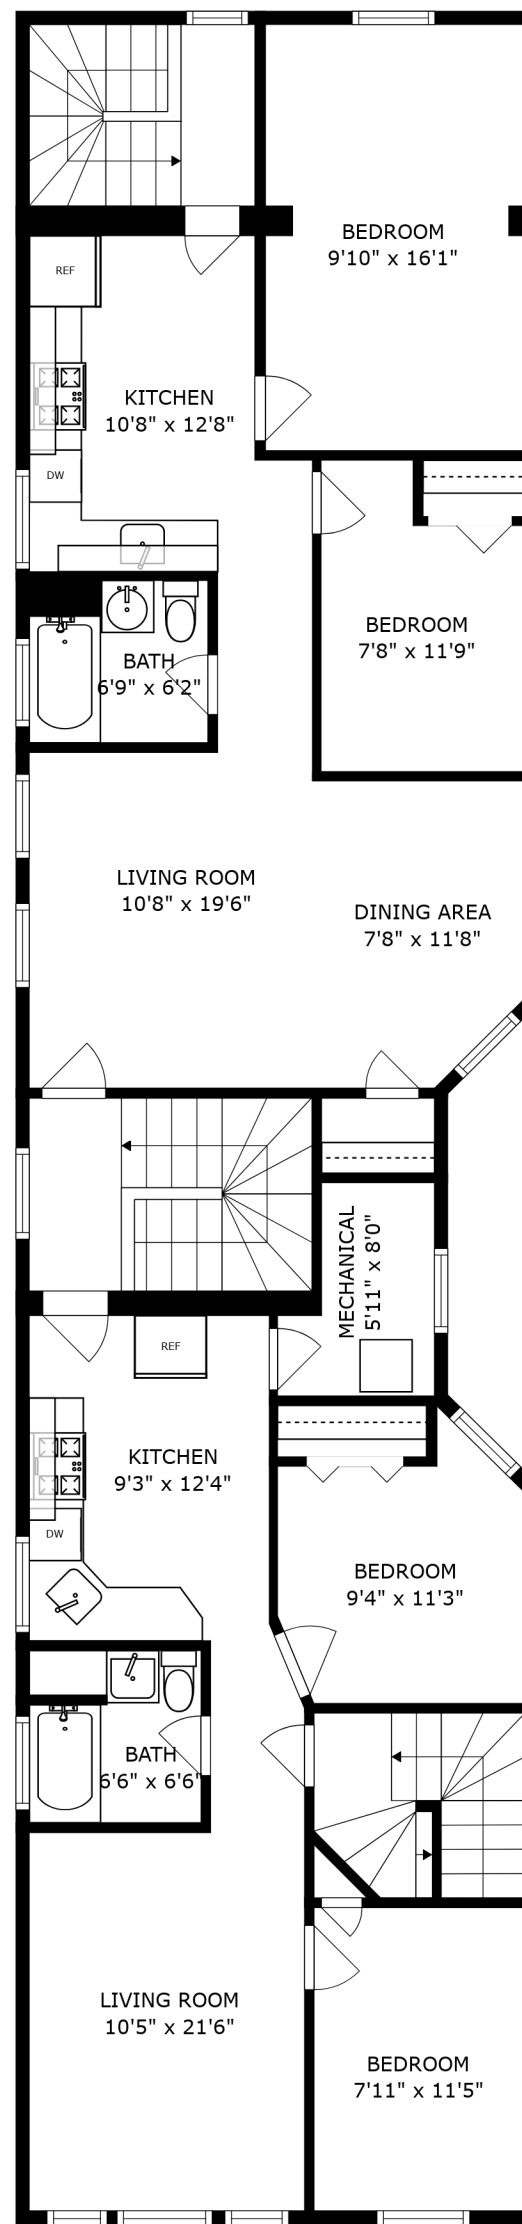 BEDROOM
9'10" x 16'1"
REF
KITCHEN
10'8" x 12'8"
DW
BEDROOM
7'8" x 11'9"
BATH
6'9" x 6'2"
LIVING ROOM
10'8" x 19'6"
DINING AREA
7'8" x 11'8"
MECHANICAL
5'11" x 8'0"
REF
KITCHEN
9'3" x 12'4"
DW
BEDROOM
9'4" x 11'3"
BATH
6'6" x 6'6"
LIVING ROOM
10'5" x 21'6"
BEDROOM
7'11" x 11'5"